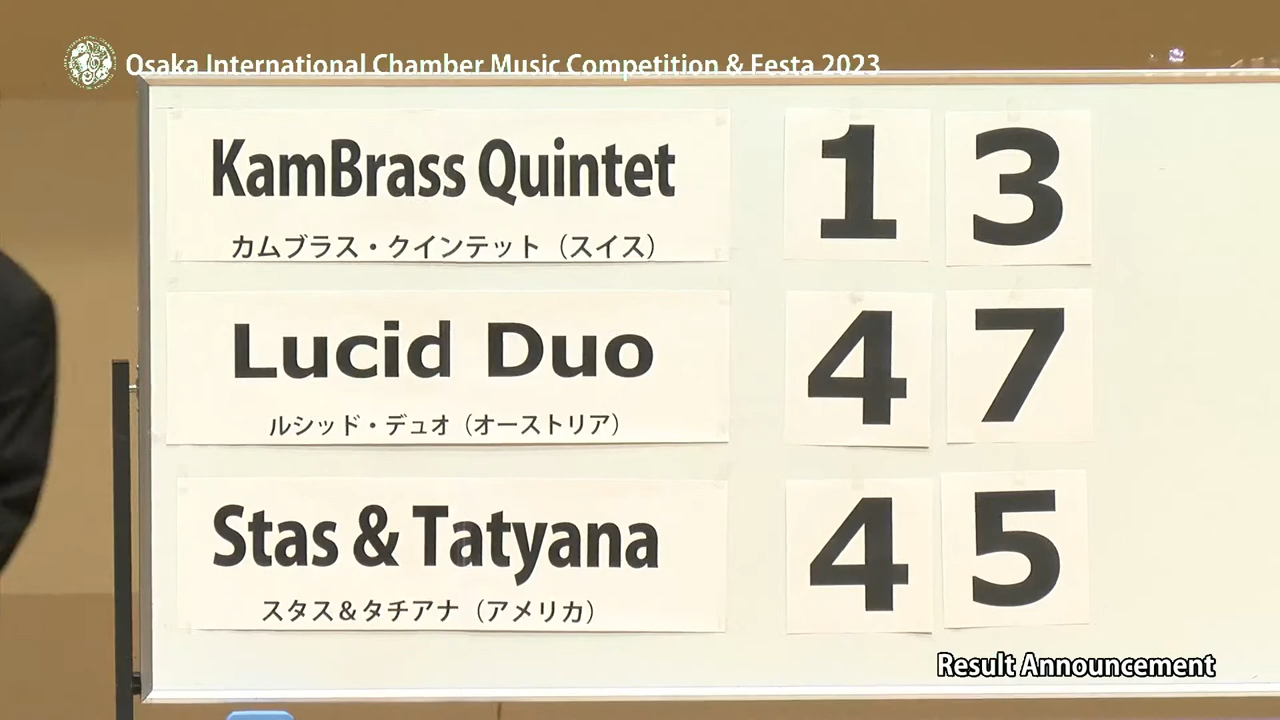 Osaka International Chamber Music Competition & Festa 2023
KamBrass Quintet 1 3
カムブラス・クインテット（スイス）
Lucid Duo 4 7
ルシッド・デュオ（オーストリア）
Stas & Tatyana 4 5
スタス＆タチアナ（アメリカ）
Result Announcement